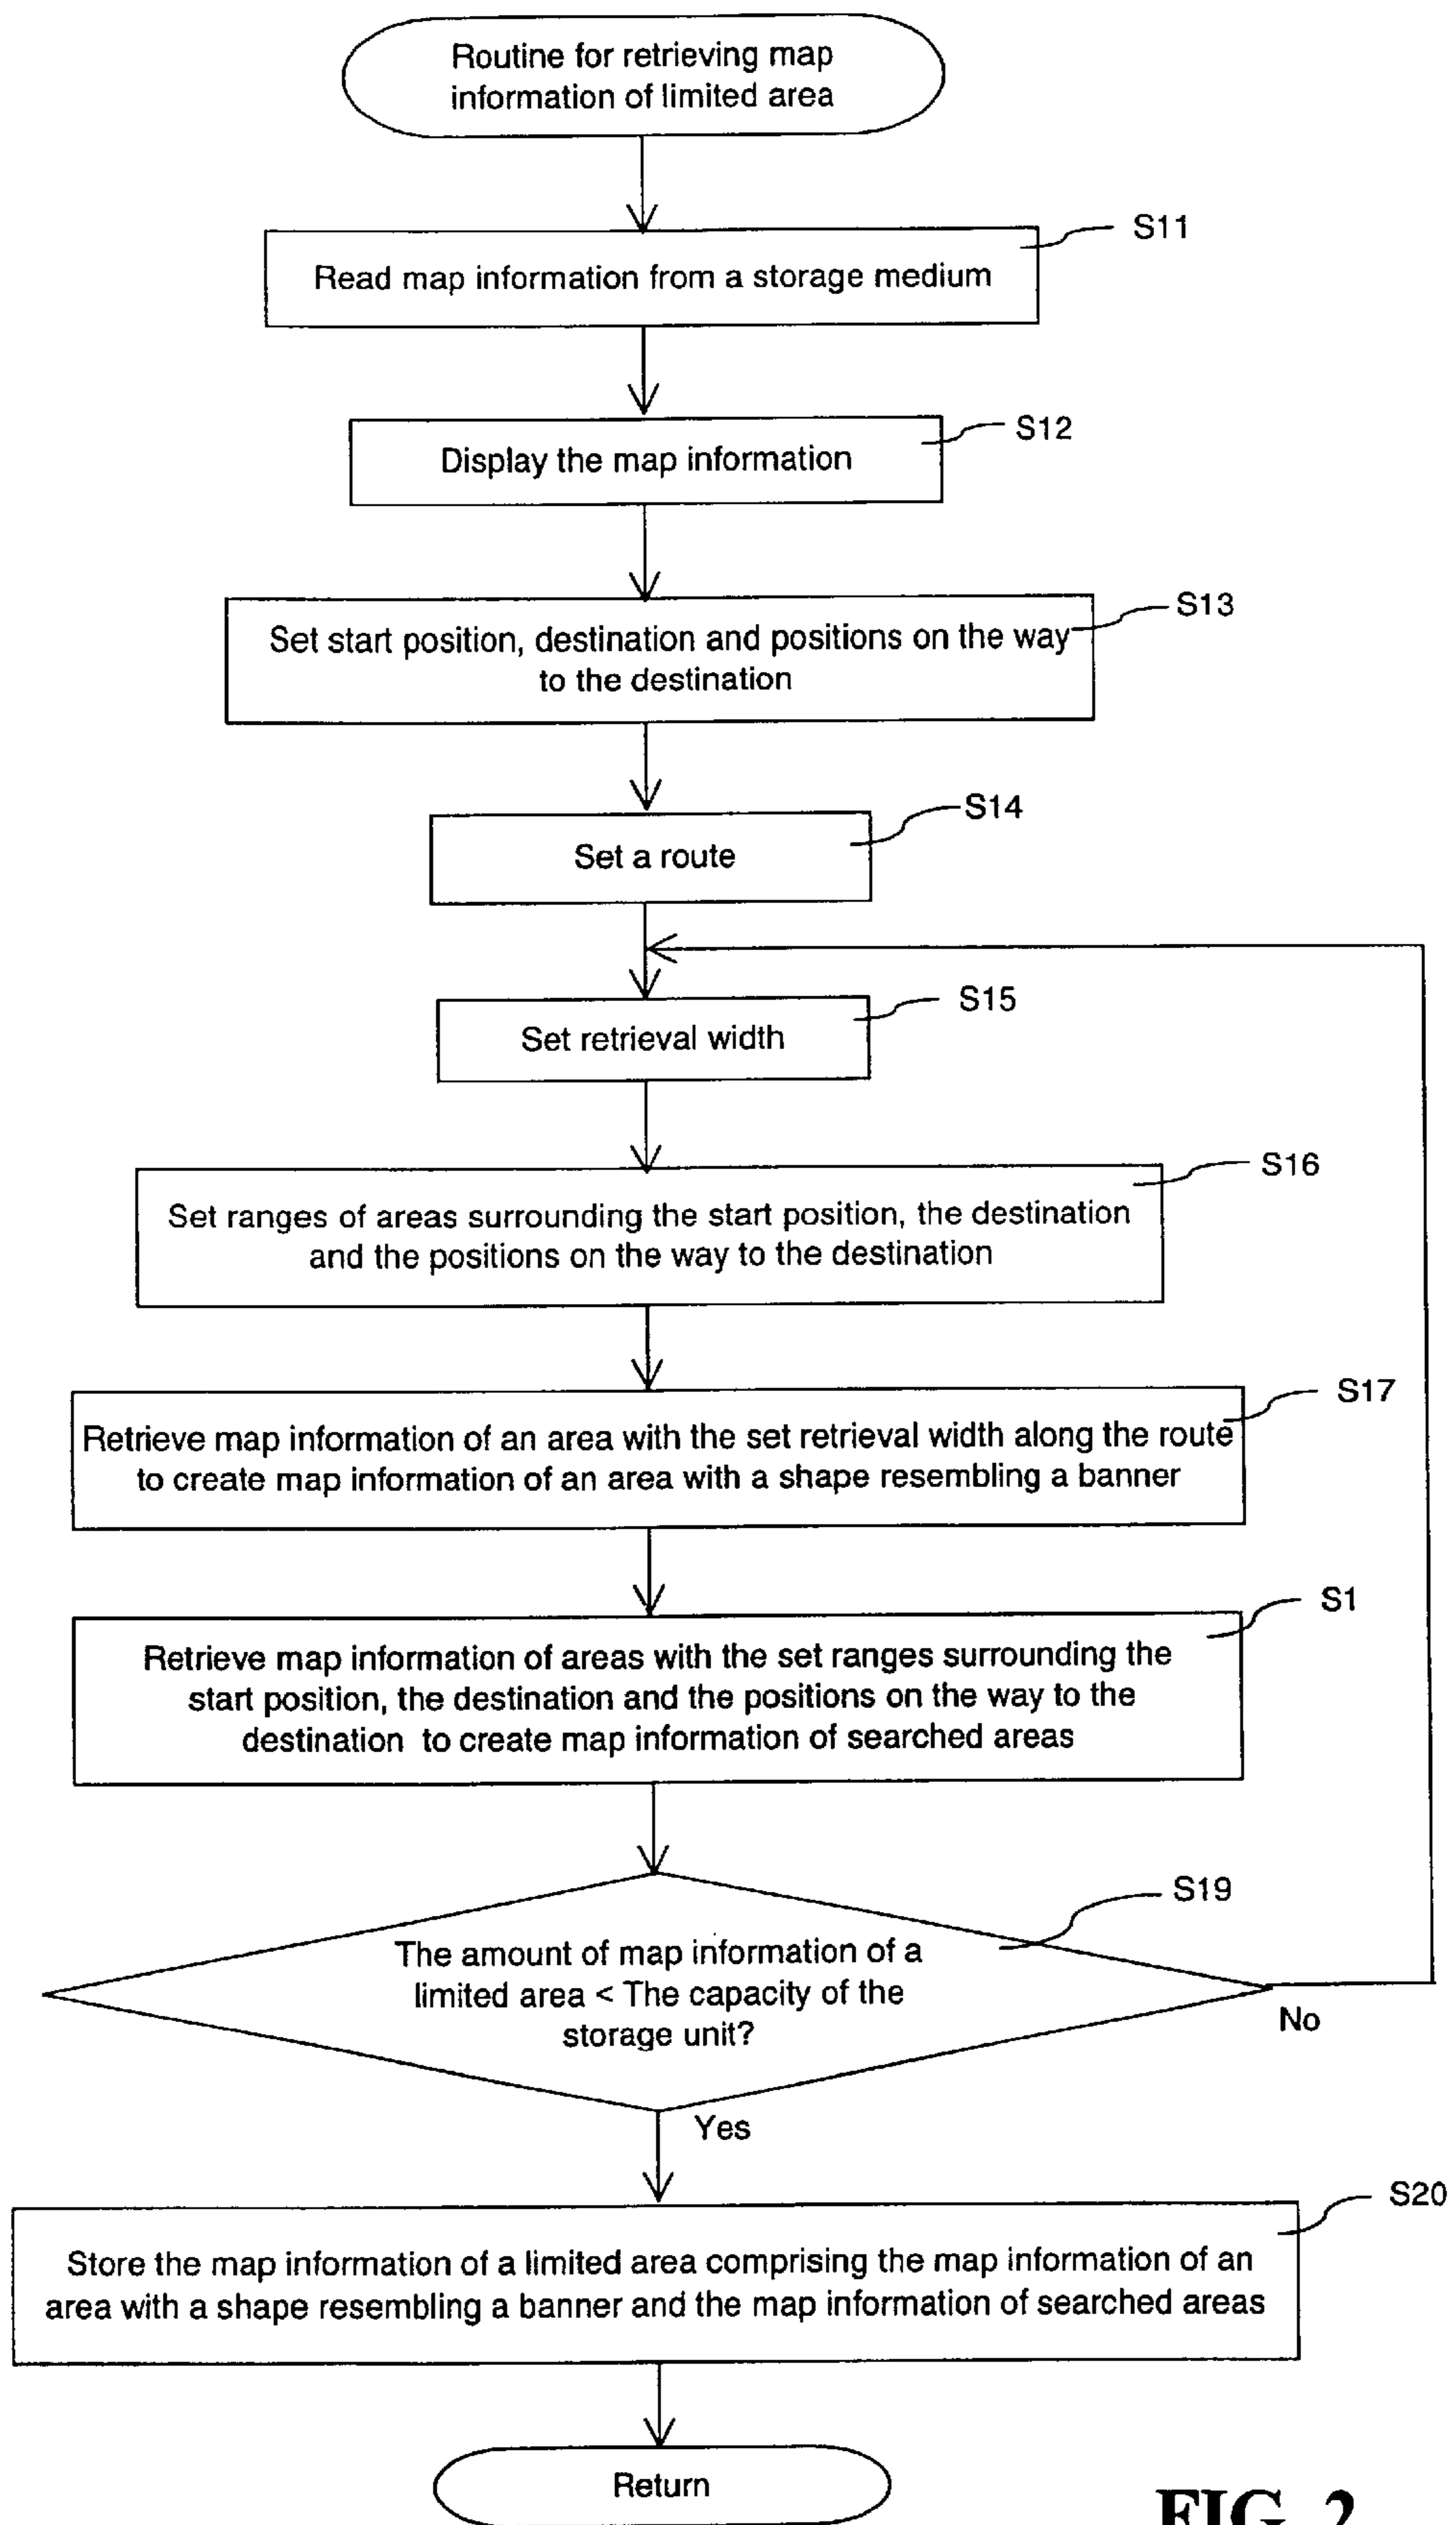 Routine for retrieving map
information of limited area
S11
Read map information from a storage medium
S12
Display the map information
S13
Set start position, destination and positions on the way
to the destination
S14
Set a route
S15
Set retrieval width
S16
Set ranges of areas surrounding the start position, the destination
and the positions on the way to the destination
S17
Retrieve map information of an area with the set retrieval width along the route
to create map information of an area with a shape resembling a banner
S1
Retrieve map information of areas with the set ranges surrounding the
start position, the destination and the positions on the way to the
destination to create map information of searched areas
S19
The amount of map information of a
limited area < The capacity of the
storage unit?
No
Yes
S20
Store the map information of a limited area comprising the map information of an
area with a shape resembling a banner and the map information of searched areas
Return
FIG. 2